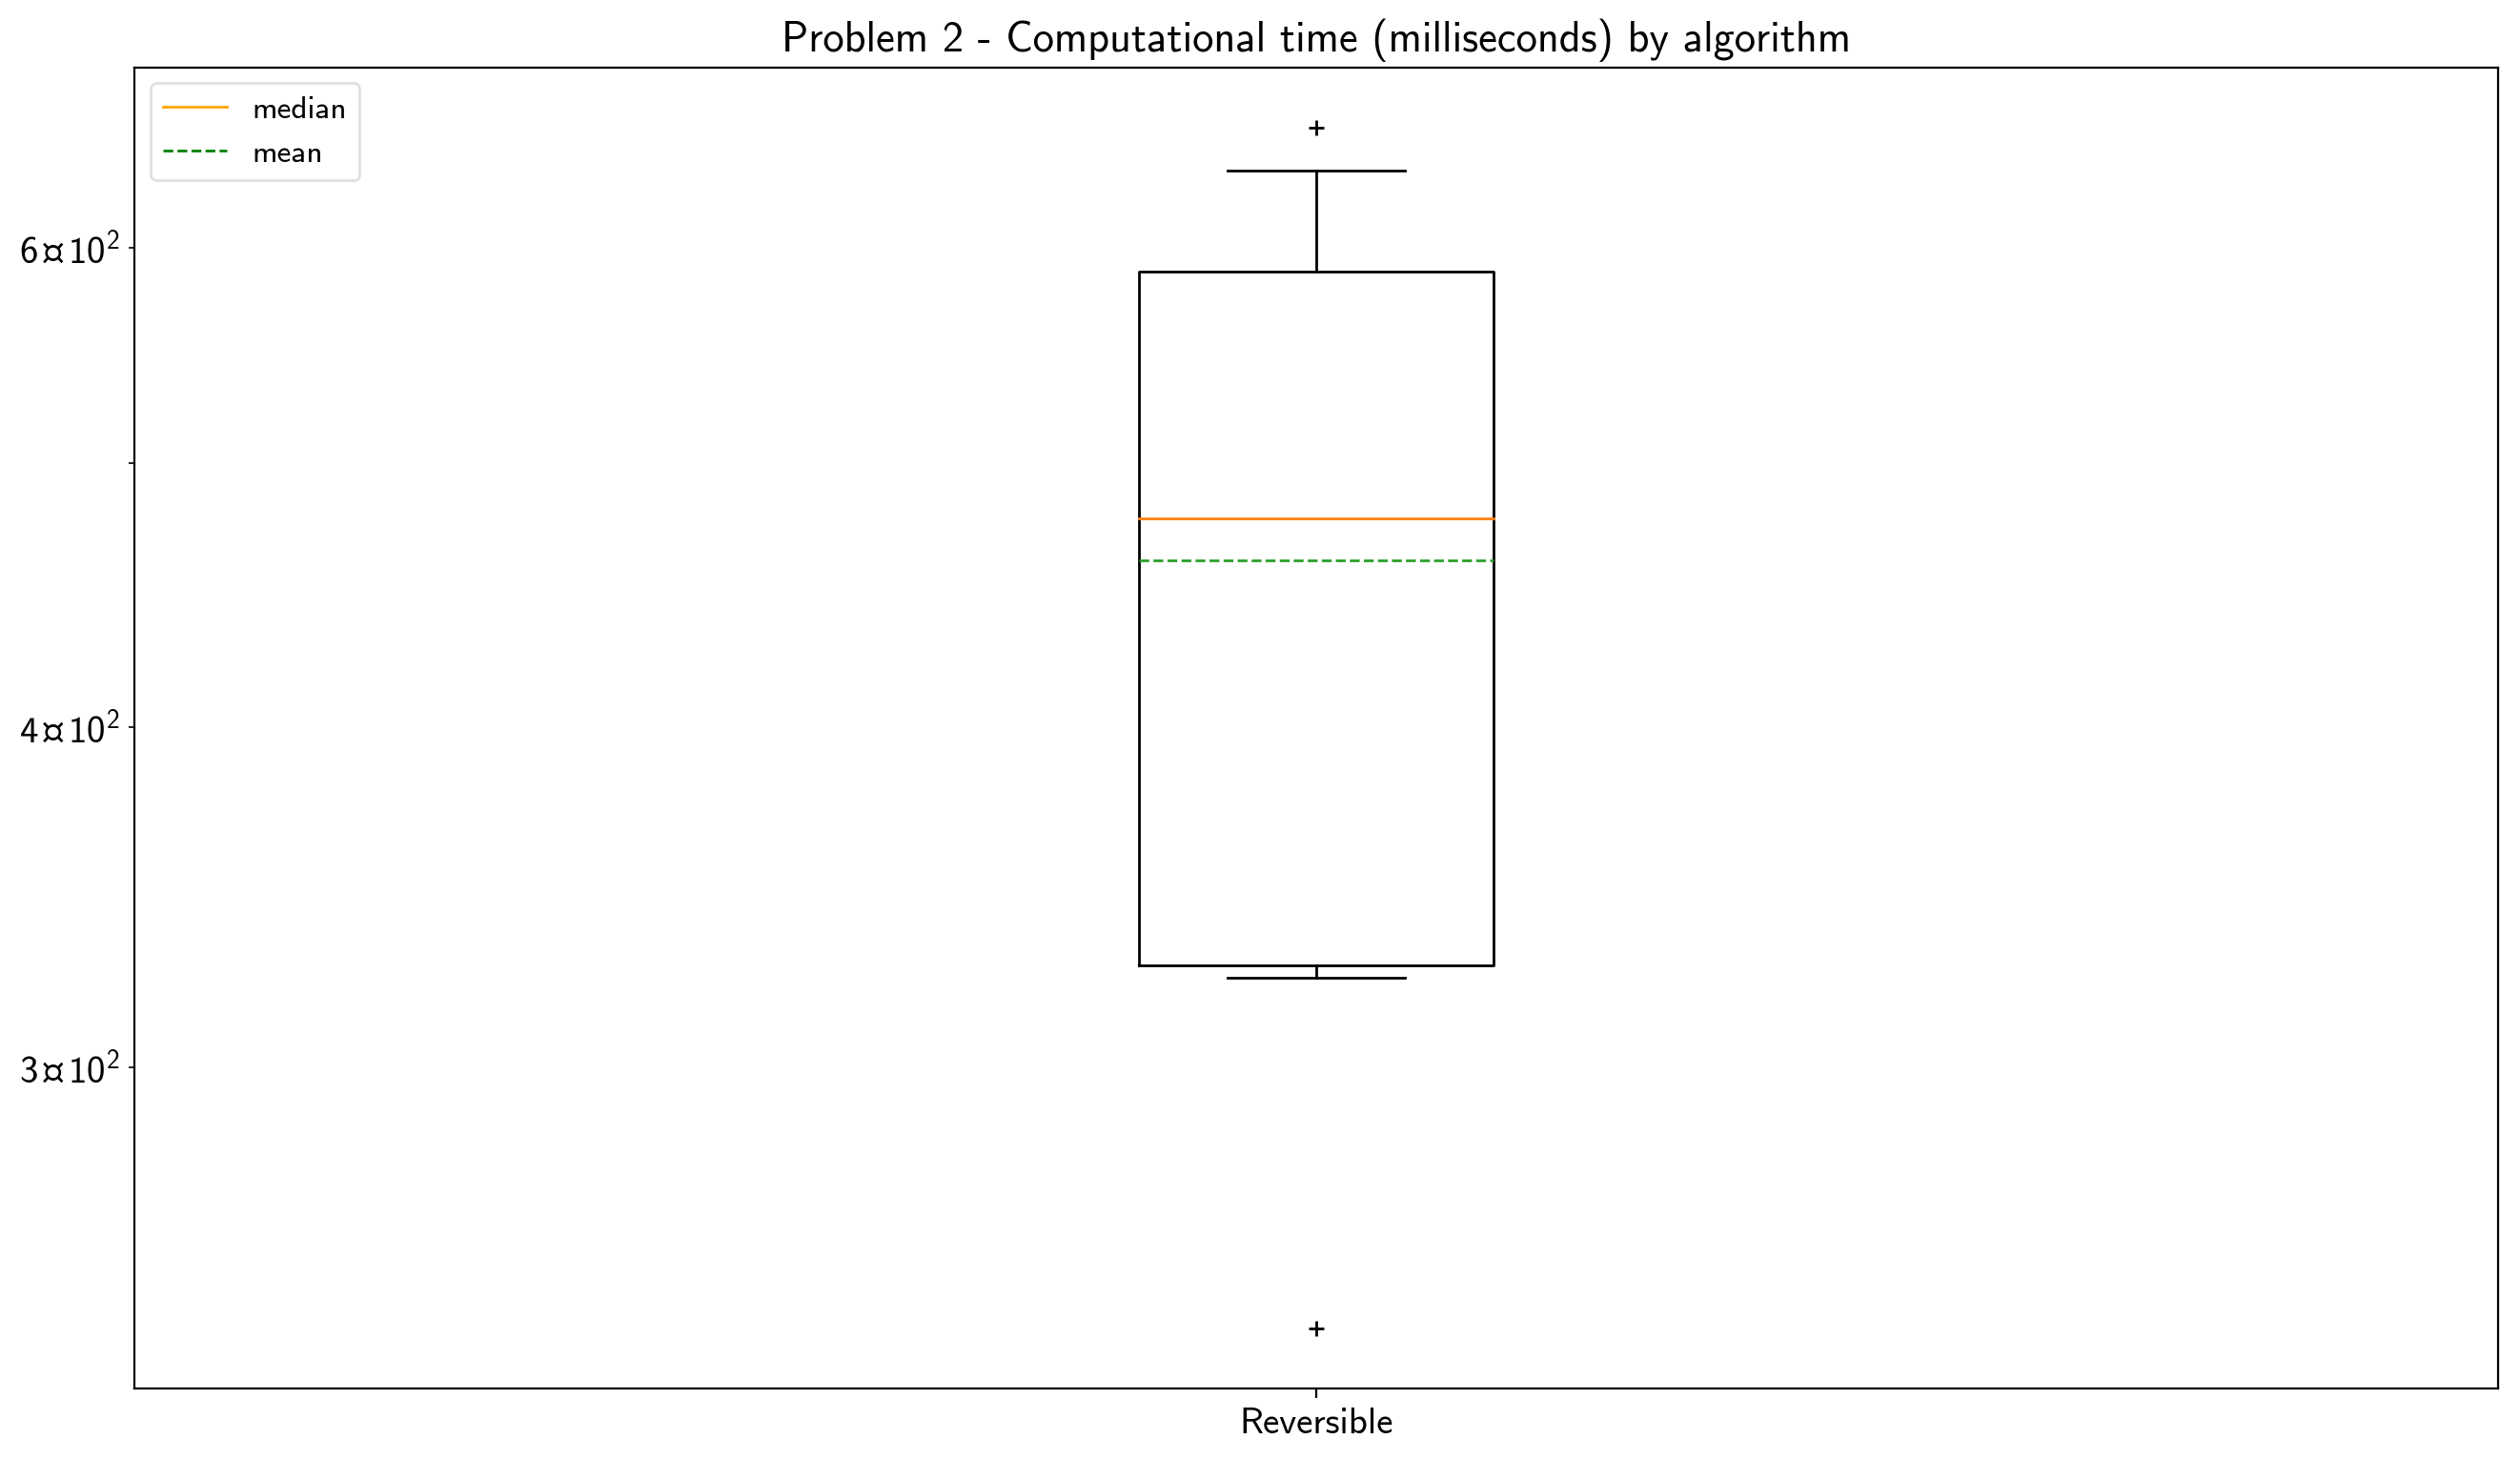 Problem 2 - Computational time (milliseconds) by algorithm
median
mean
6¤10²
4¤10²
3¤10²
Reversible